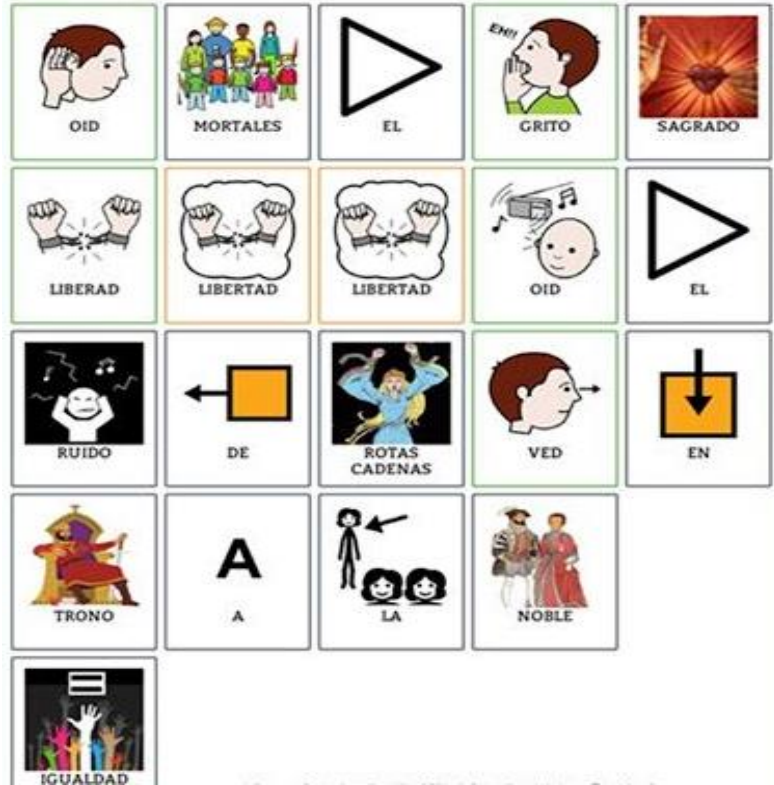 OID MORTALES EL GRITO SAGRADO
EH!!
LIBERAD LIBERTAD LIBERTAD OID EL
RUIDO DE ROTAS CADENAS VED EN
A
TRONO A LA NOBLE
=
IGUALDAD